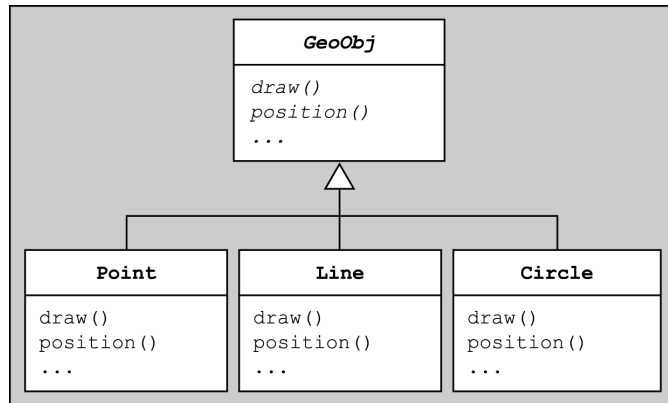 GeoObj
draw()
position()
...
Point
draw()
position()
...
Line
draw()
position()
...
Circle
draw()
position()
...